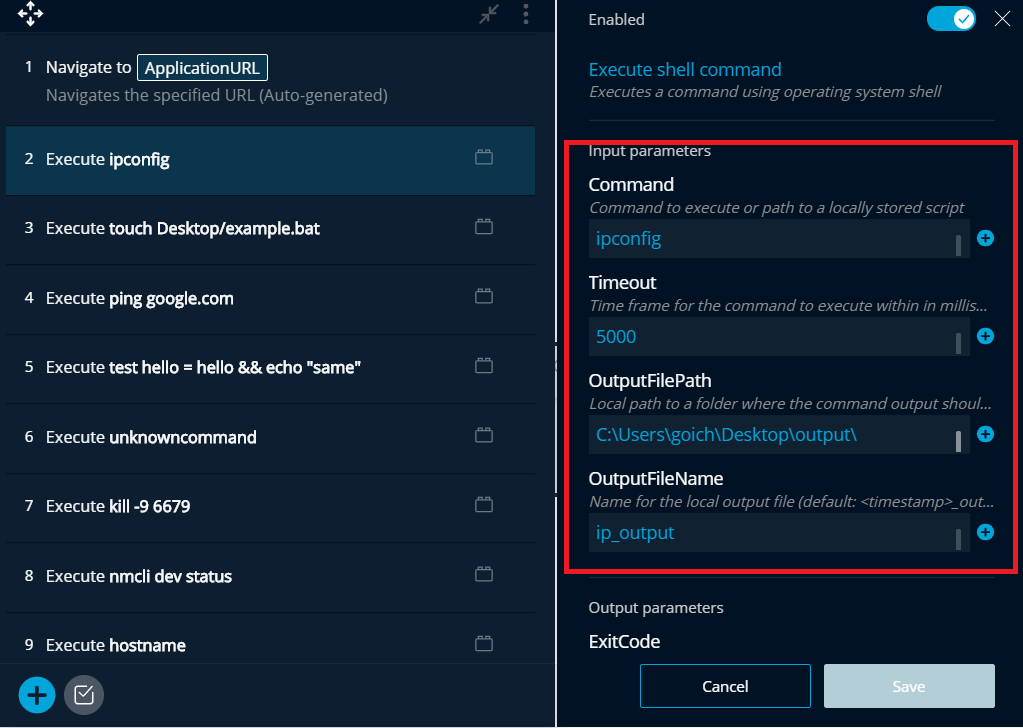 1 Navigate to ApplicationURL
Navigates the specified URL (Auto-generated)
2 Execute ipconfig
3 Execute touch Desktop/example.bat
4 Execute ping google.com
5 Execute test hello = hello && echo "same"
6 Execute unknowncommand
7 Execute kill -9 6679
8 Execute nmcli dev status
9 Execute hostname
Enabled
Execute shell command
Executes a command using operating system shell
Input parameters
Command
Command to execute or path to a locally stored script
ipconfig
Timeout
Time frame for the command to execute within in millis...
5000
OutputFilePath
Local path to a folder where the command output shoul...
C:\Users\goich\Desktop\output\
OutputFileName
Name for the local output file (default: <timestamp>_out...
ip_output
Output parameters
ExitCode
Cancel
Save